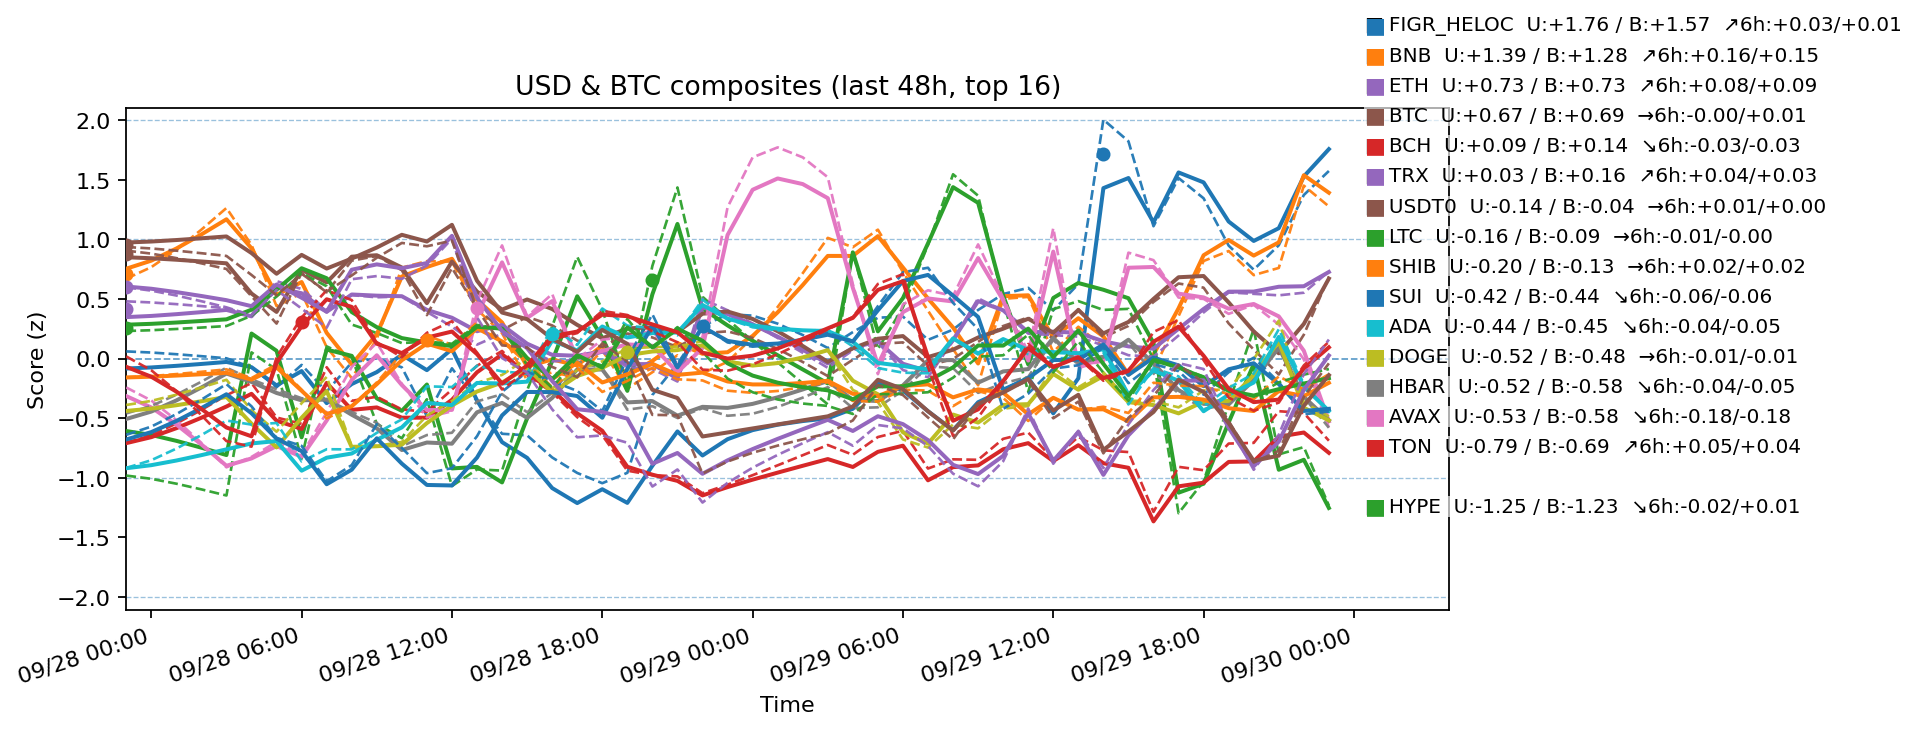 USD & BTC composites (last 48h, top 16)
FIGR_HELOC  U:+1.76 / B:+1.57  ↗6h:+0.03/+0.01
BNB  U:+1.39 / B:+1.28  ↗6h:+0.16/+0.15
ETH  U:+0.73 / B:+0.73  ↗6h:+0.08/+0.09
BTC  U:+0.67 / B:+0.69  →6h:-0.00/+0.01
BCH  U:+0.09 / B:+0.14  ↘6h:-0.03/-0.03
TRX  U:+0.03 / B:+0.16  ↗6h:+0.04/+0.03
USDT0  U:-0.14 / B:-0.04  →6h:+0.01/+0.00
LTC  U:-0.16 / B:-0.09  →6h:-0.01/-0.00
SHIB  U:-0.20 / B:-0.13  →6h:+0.02/+0.02
SUI  U:-0.42 / B:-0.44  ↘6h:-0.06/-0.06
ADA  U:-0.44 / B:-0.45  ↘6h:-0.04/-0.05
DOGE  U:-0.52 / B:-0.48  →6h:-0.01/-0.01
HBAR  U:-0.52 / B:-0.58  ↘6h:-0.04/-0.05
AVAX  U:-0.53 / B:-0.58  ↘6h:-0.18/-0.18
TON  U:-0.79 / B:-0.69  ↗6h:+0.05/+0.04
HYPE  U:-1.25 / B:-1.23  ↘6h:-0.02/+0.01
Score (z)
2.0
1.5
1.0
0.5
0.0
−0.5
−1.0
−1.5
−2.0
09/28 00:00
09/28 06:00
09/28 12:00
09/28 18:00
09/29 00:00
09/29 06:00
09/29 12:00
09/29 18:00
09/30 00:00
Time